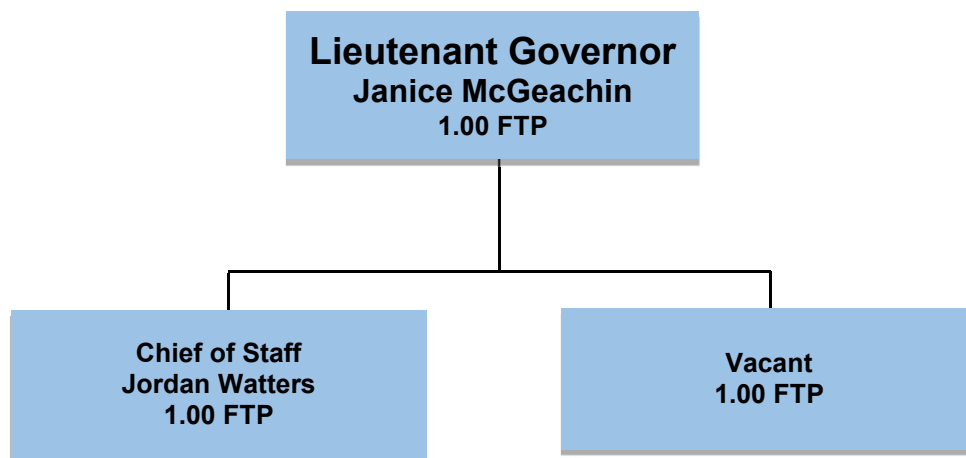 Lieutenant Governor
Janice McGeachin
1.00 FTP
Chief of Staff
Jordan Watters
1.00 FTP
Vacant
1.00 FTP